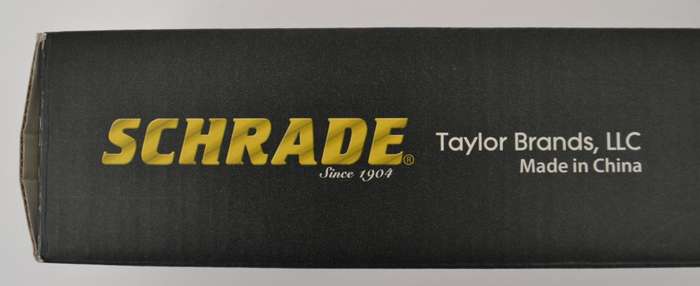 SCHRADE®
Since 1904
Taylor Brands, LLC
Made in China